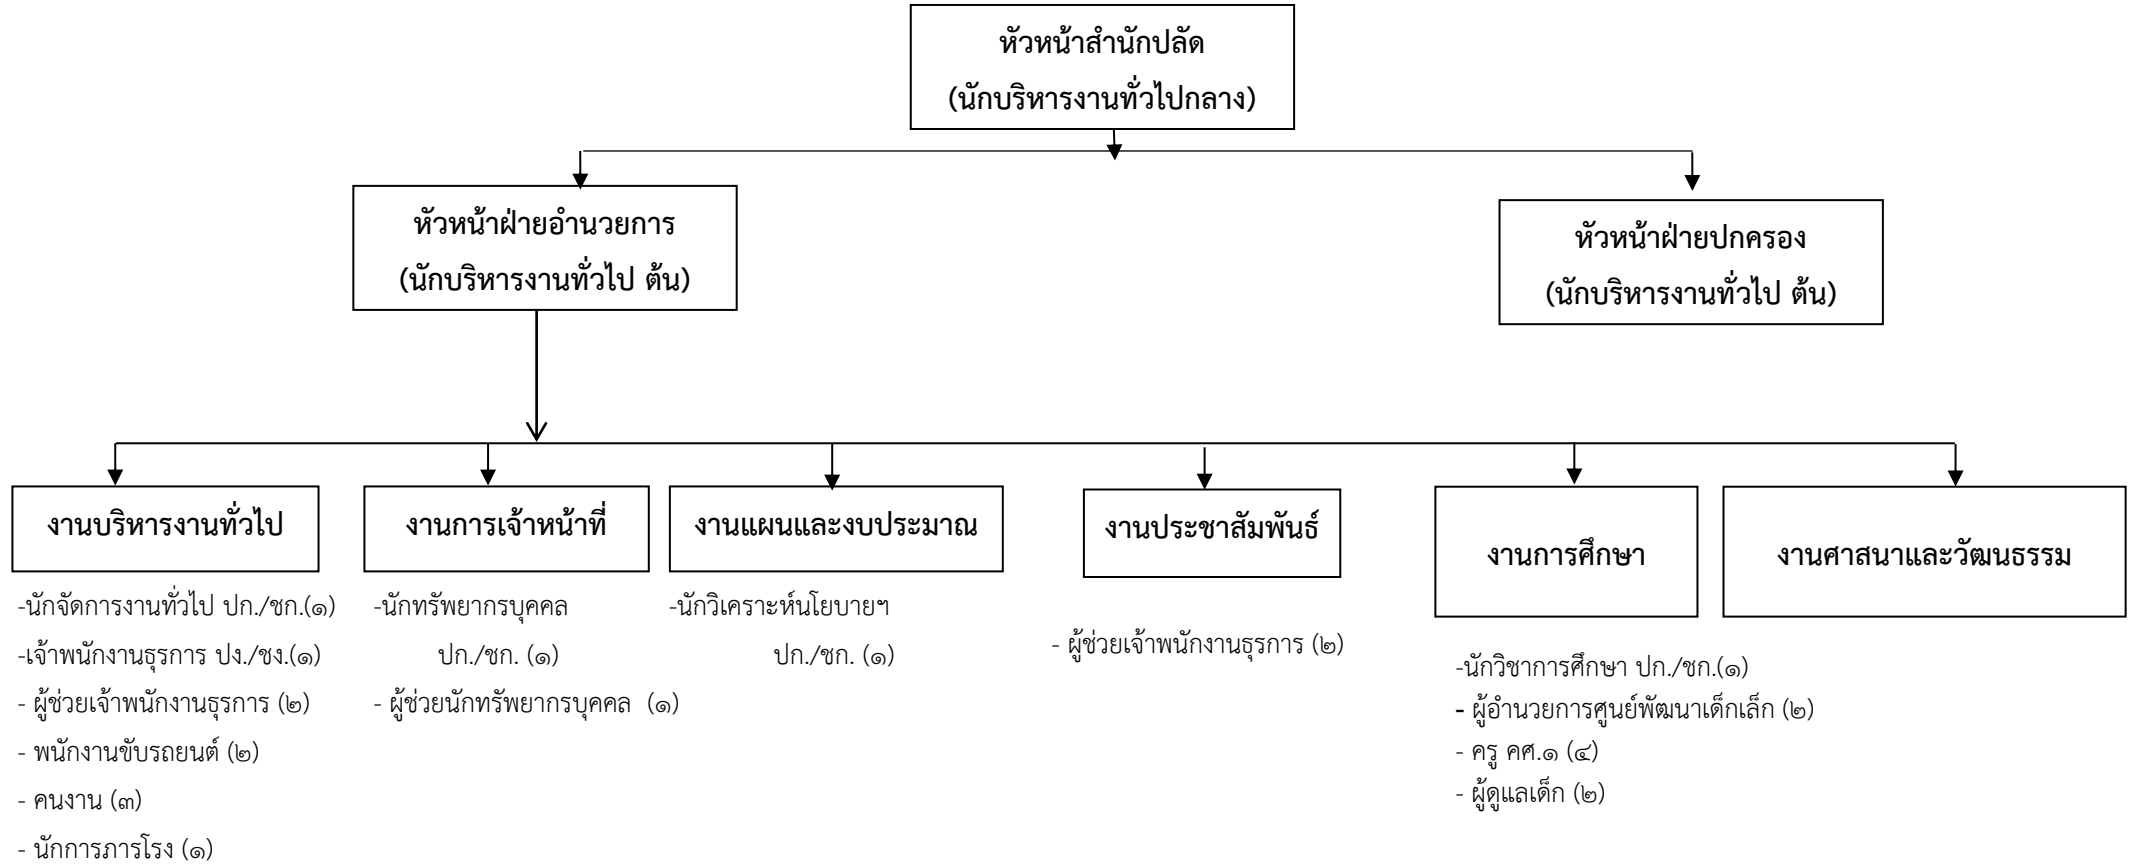 หัวหน้าสำนักปลัด
(นักบริหารงานทั่วไปกลาง)
หัวหน้าฝ่ายอำนวยการ
(นักบริหารงานทั่วไป ต้น)
หัวหน้าฝ่ายปกครอง
(นักบริหารงานทั่วไป ต้น)
งานบริหารงานทั่วไป
-นักจัดการงานทั่วไป ปก./ชก.(๑)
-เจ้าพนักงานธุรการ ปง./ชง.(๑)
- ผู้ช่วยเจ้าพนักงานธุรการ (๒)
- พนักงานขับรถยนต์ (๒)
- คนงาน (๓)
- นักการภารโรง (๑)
งานการเจ้าหน้าที่
-นักทรัพยากรบุคคล
ปก./ชก. (๑)
- ผู้ช่วยนักทรัพยากรบุคคล (๑)
งานแผนและงบประมาณ
-นักวิเคราะห์นโยบายฯ
ปก./ชก. (๑)
งานประชาสัมพันธ์
- ผู้ช่วยเจ้าพนักงานธุรการ (๒)
งานการศึกษา
-นักวิชาการศึกษา ปก./ชก.(๑)
- ผู้อำนวยการศูนย์พัฒนาเด็กเล็ก (๒)
- ครู คศ.๑ (๔)
- ผู้ดูแลเด็ก (๒)
งานศาสนาและวัฒนธรรม